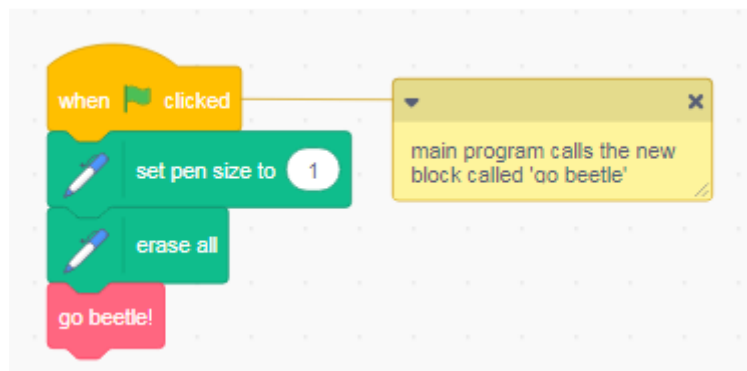 when clicked
set pen size to 1
erase all
go beetle!
main program calls the new
block called 'go beetle'